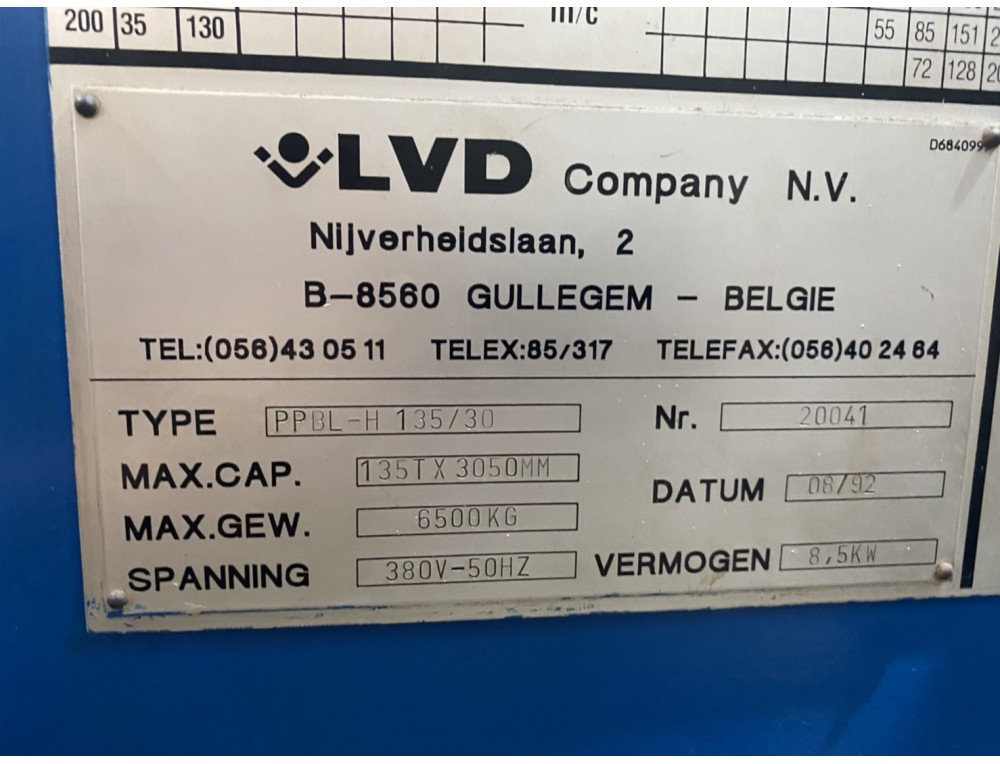 200 35 130
m/c
55 85 151
72 128
D684099
LVD Company N.V.
Nijverheidslaan, 2
B-8560 GULLEGEM - BELGIE
TEL:(056)43 05 11 TELEX:85/317 TELEFAX:(056)40 24 64
TYPE PPBL-H 135/30 Nr. 20041
MAX.CAP. 135T X 3050MM
DATUM 08/92
MAX.GEW. 6500KG
SPANNING 380V-50HZ VERMOGEN 8,5KW